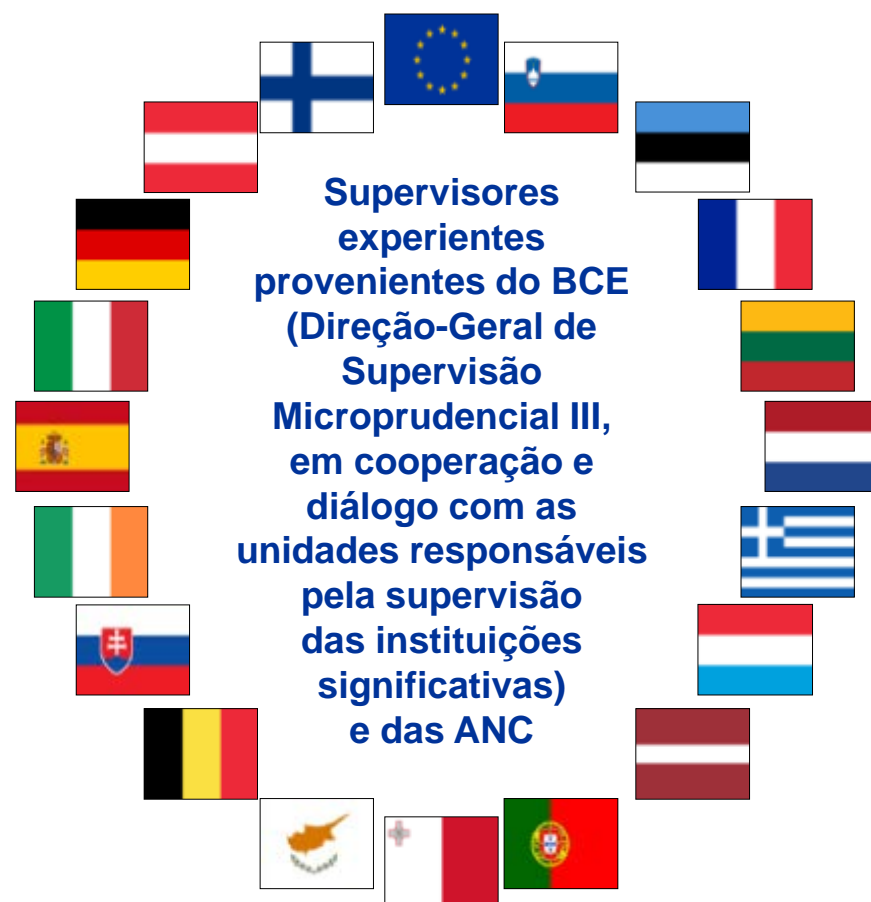 Supervisores
experientes
provenientes do BCE
(Direção-Geral de
Supervisão
Microprudencial III,
em cooperação e
diálogo com as
unidades responsáveis
pela supervisão
das instituições
significativas)
e das ANC